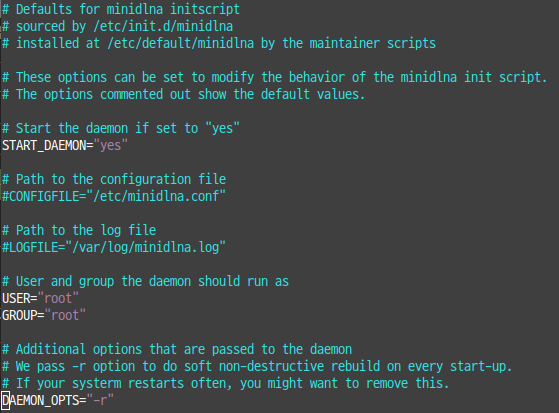 # Defaults for minidlna initscript
# sourced by /etc/init.d/minidlna
# installed at /etc/default/minidlna by the maintainer scripts
# These options can be set to modify the behavior of the minidlna init script.
# The options commented out show the default values.
# Start the daemon if set to "yes"
START_DAEMON="yes"
# Path to the configuration file
#CONFIGFILE="/etc/minidlna.conf"
# Path to the log file
#LOGFILE="/var/log/minidlna.log"
# User and group the daemon should run as
USER="root"
GROUP="root"
# Additional options that are passed to the daemon
# We pass -r option to do soft non-destructive rebuild on every start-up.
# If your systerm restarts often, you might want to remove this.
DAEMON_OPTS="-r"